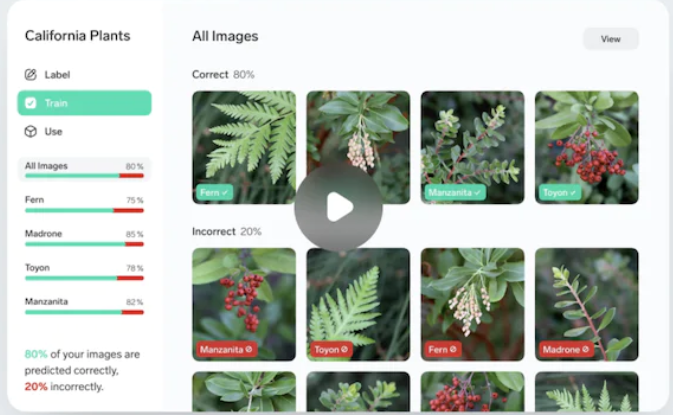 California Plants
Label
Train
Use
All Images 80%
Fern 75%
Madrone 85%
Toyon 78%
Manzanita 82%
80% of your images are
predicted correctly,
20% incorrectly.
All Images
View
Correct 80%
Fern
Manzanita
Toyon
Incorrect 20%
Manzanita
Toyon
Fern
Madrone